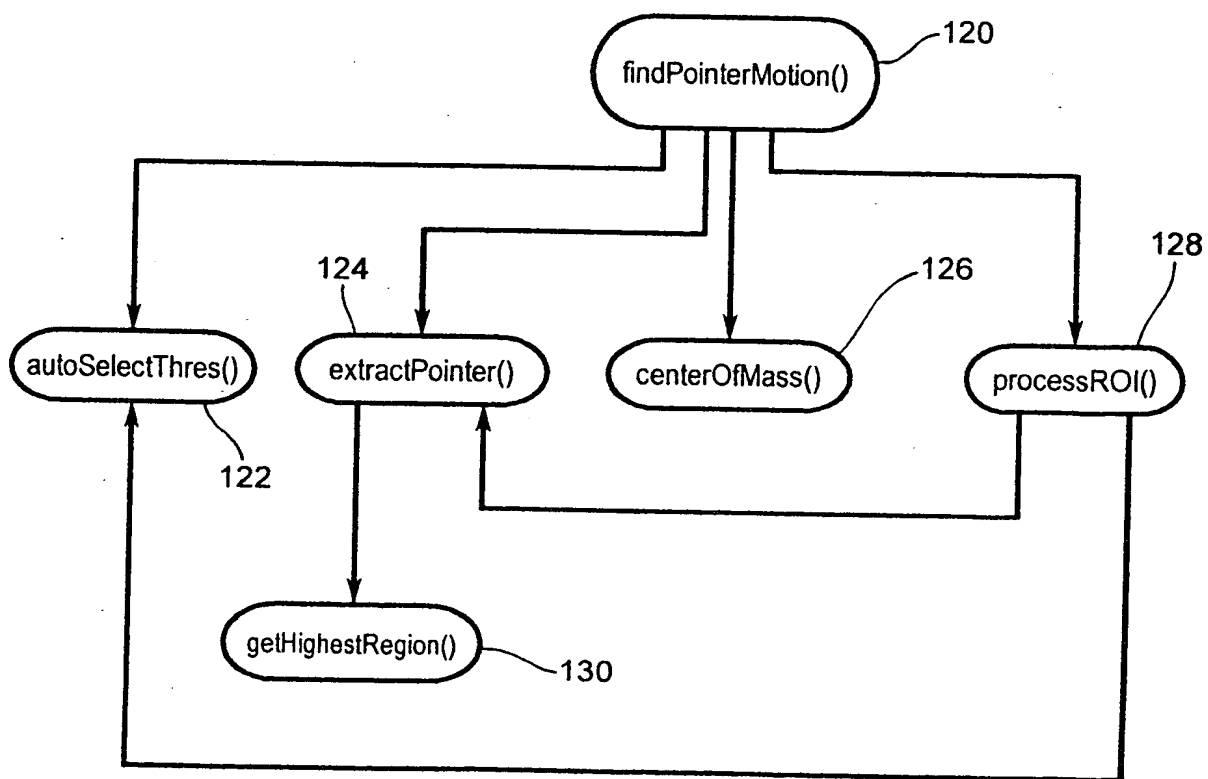 120
findPointerMotion()
124
126
128
autoSelectThres()
extractPointer()
centerOfMass()
processROI()
122
getHighestRegion()
130